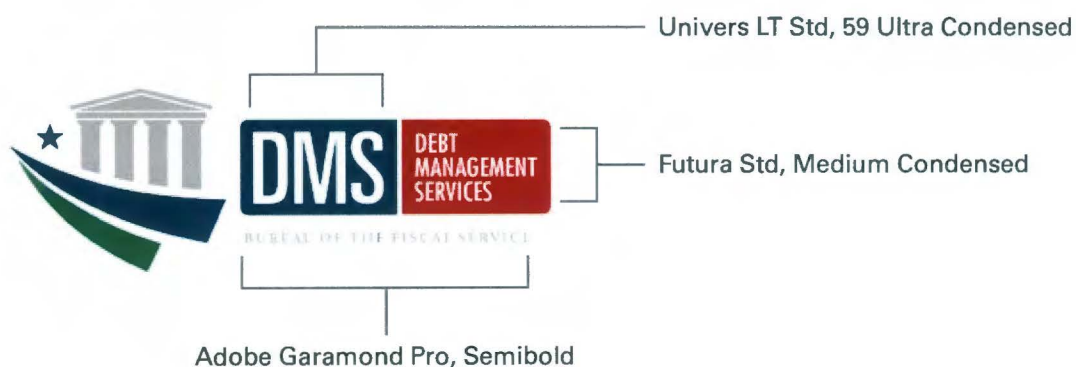 Univers LT Std, 59 Ultra Condensed
DMS
DEBT
MANAGEMENT
SERVICES
Futura Std, Medium Condensed
BUREAU OF THE FISCAL SERVICE
Adobe Garamond Pro, Semibold